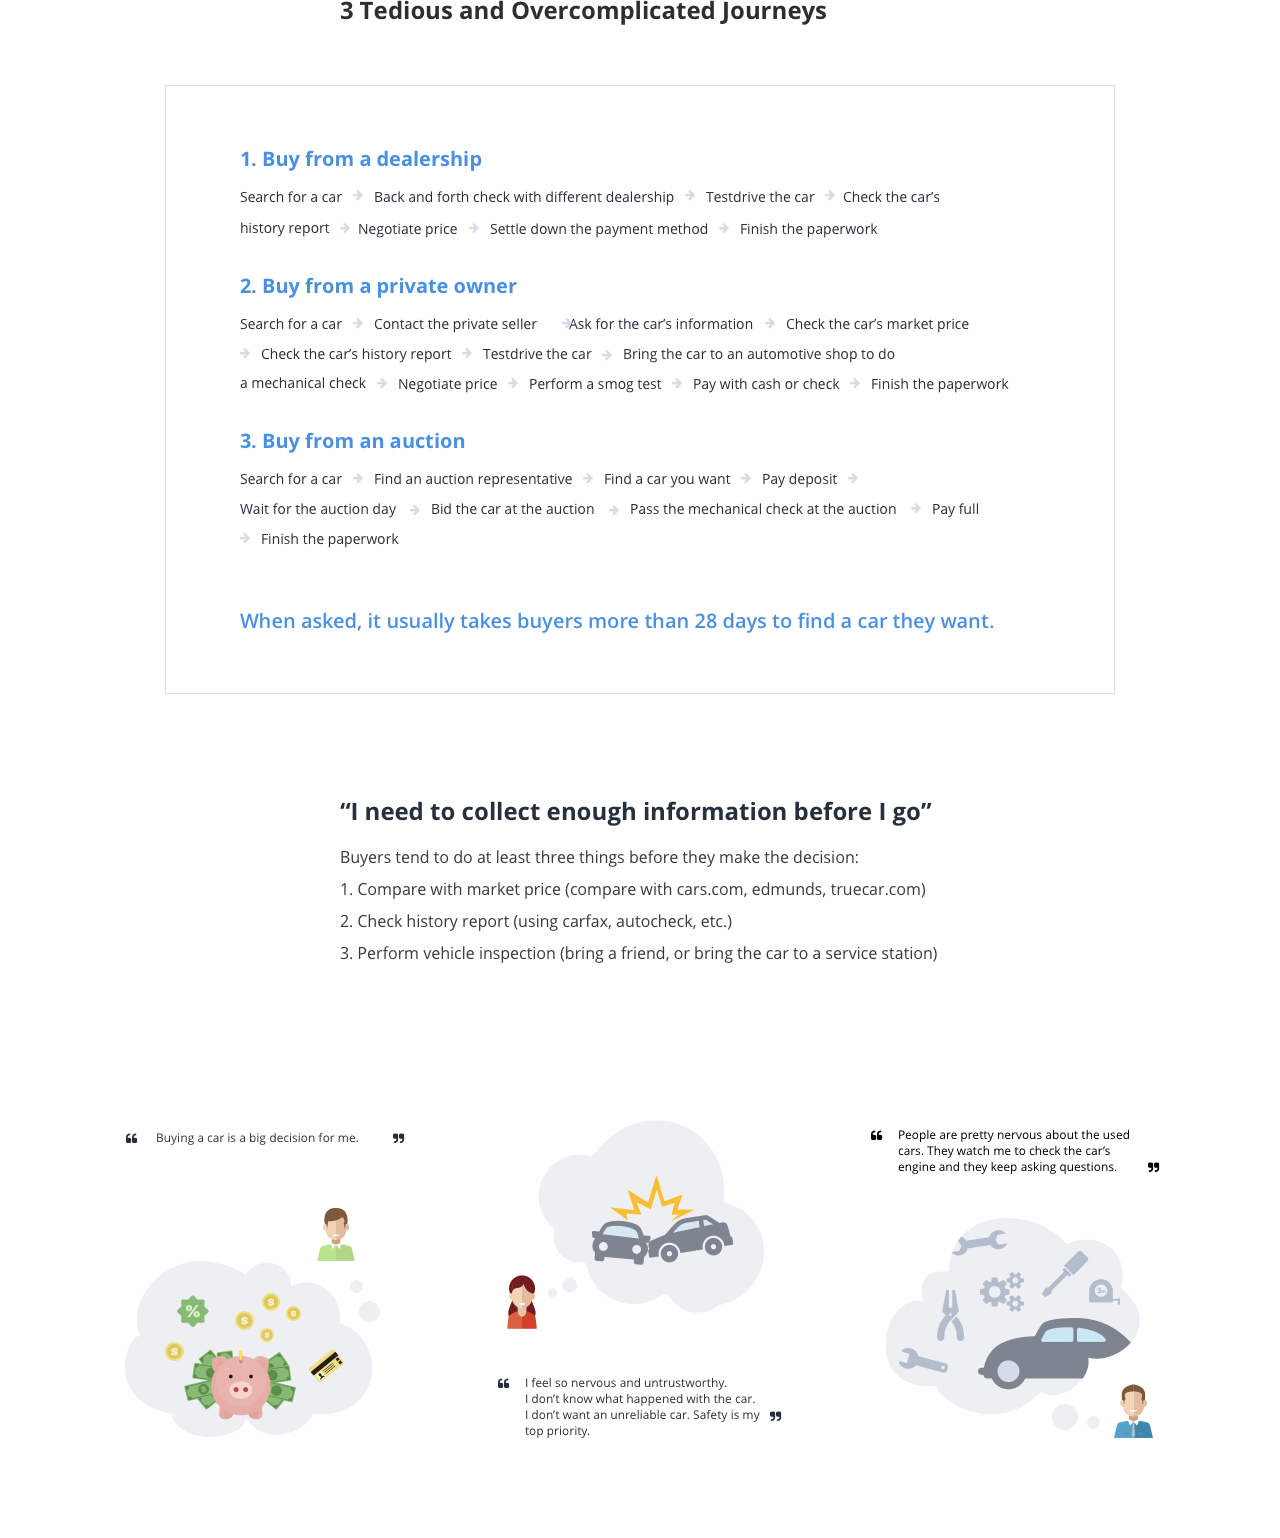 3 Tedious and Overcomplicated Journeys
1. Buy from a dealership
Search for a car → Back and forth check with different dealership → Testdrive the car → Check the car’s
history report → Negotiate price → Settle down the payment method → Finish the paperwork
2. Buy from a private owner
Search for a car → Contact the private seller → Ask for the car’s information → Check the car’s market price
→ Check the car’s history report → Testdrive the car → Bring the car to an automotive shop to do
a mechanical check → Negotiate price → Perform a smog test → Pay with cash or check → Finish the paperwork
3. Buy from an auction
Search for a car → Find an auction representative → Find a car you want → Pay deposit →
Wait for the auction day → Bid the car at the auction → Pass the mechanical check at the auction → Pay full
→ Finish the paperwork
When asked, it usually takes buyers more than 28 days to find a car they want.
“I need to collect enough information before I go”
Buyers tend to do at least three things before they make the decision:
1. Compare with market price (compare with cars.com, edmunds, truecar.com)
2. Check history report (using carfax, autocheck, etc.)
3. Perform vehicle inspection (bring a friend, or bring the car to a service station)
“ Buying a car is a big decision for me. ”
“ I feel so nervous and untrustworthy.
I don’t know what happened with the car.
I don’t want an unreliable car. Safety is my ”
top priority.
“ People are pretty nervous about the used
cars. They watch me to check the car’s
engine and they keep asking questions. ”